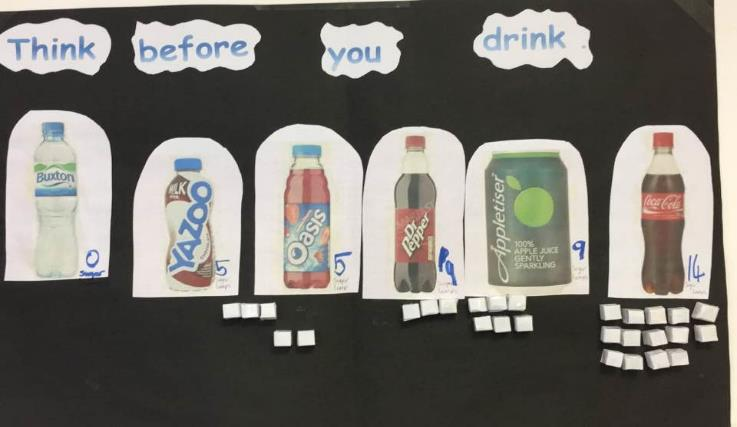 Think before you drink.
Buxton
0
sugar
MILK
YAZOO
5
Oasis
5
Dr Pepper
Appletiser
100%
APPLE JUICE
GENTLY
SPARKLING
9
Coca-Cola
14